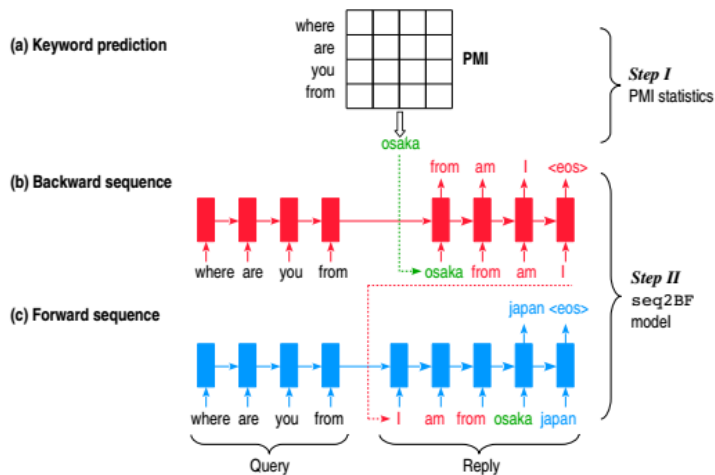 where
(a) Keyword prediction
are
PMI
you
from
Step I
PMI statistics
osaka
from am I <eos>
(b) Backward sequence
where are you from
osaka from am I
Step II
seq2BF
model
(c) Forward sequence
japan <eos>
where are you from
I am from osaka japan
Query
Reply